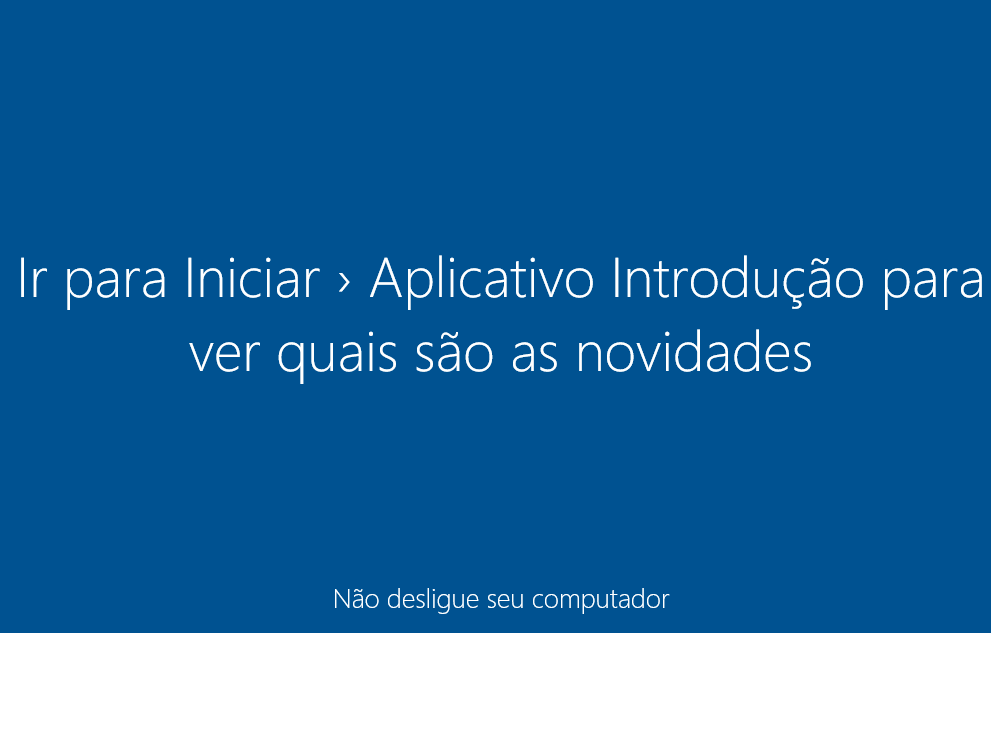 Ir para Iniciar › Aplicativo Introdução para
ver quais são as novidades
Não desligue seu computador